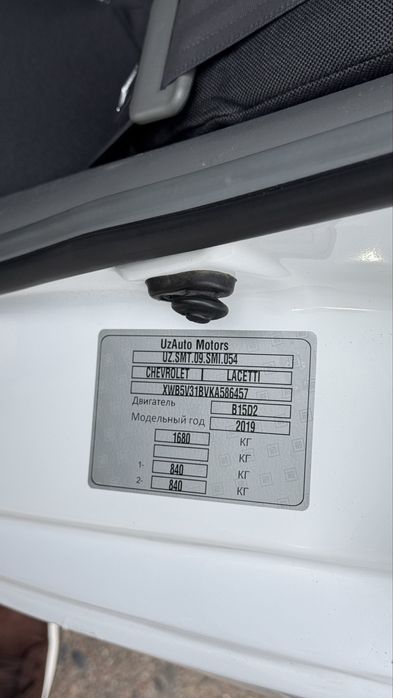 UzAuto Motors
UZ.SMT.09.SMI.054
CHEVROLET LACETTI
XWB5V31BVKA586457
Двигатель B15D2
Модельный год 2019
1680 КГ
КГ
1- 840 КГ
2- 840 КГ